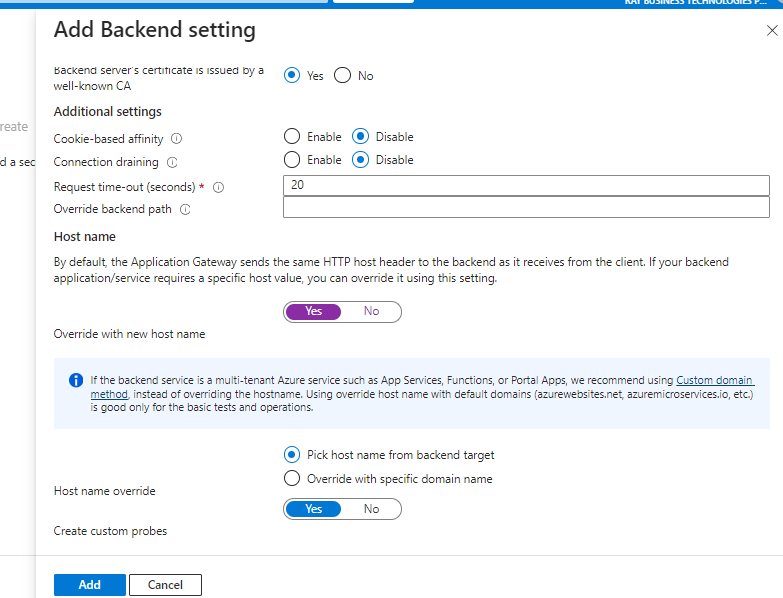 RAY BUSINESS TECHNOLOGIES P...
Add Backend setting
Backend server's certificate is issued by a
well-known CA
Yes No
reate
Additional settings
Cookie-based affinity
Enable Disable
d a sec
Connection draining
Enable Disable
Request time-out (seconds) *
20
Override backend path
Host name
By default, the Application Gateway sends the same HTTP host header to the backend as it receives from the client. If your backend
application/service requires a specific host value, you can override it using this setting.
Yes No
Override with new host name
If the backend service is a multi-tenant Azure service such as App Services, Functions, or Portal Apps, we recommend using Custom domain
method, instead of overriding the hostname. Using override host name with default domains (azurewebsites.net, azuremicroservices.io, etc.)
is good only for the basic tests and operations.
Pick host name from backend target
Override with specific domain name
Host name override
Yes No
Create custom probes
Add Cancel